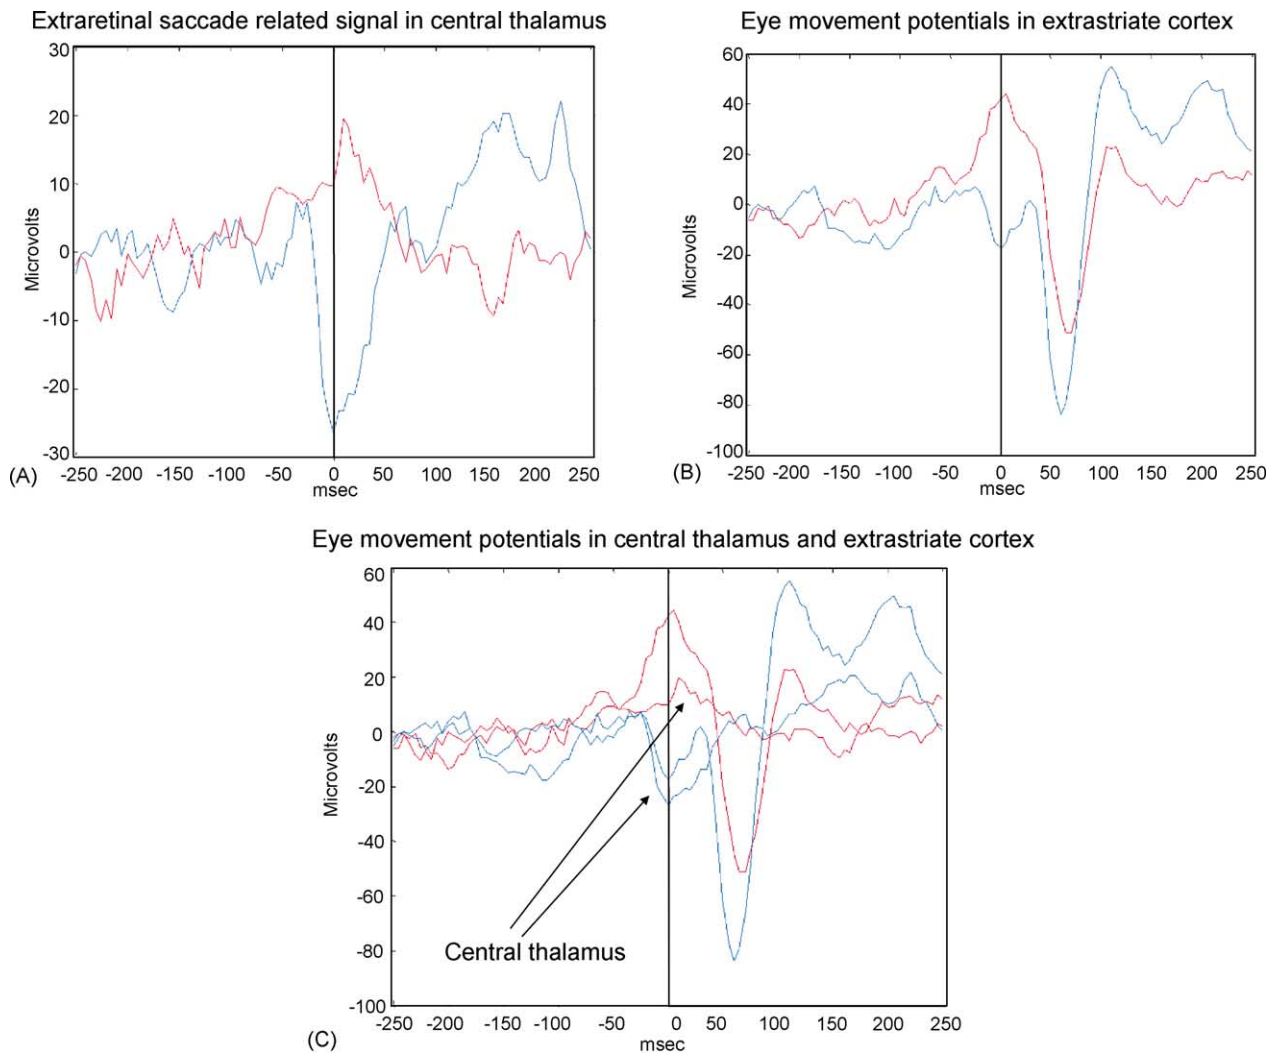 Extraretinal saccade related signal in central thalamus
30
20
10
0
-10
-20
-30
Microvolts
-250 -200 -150 -50 0 50 100 150 200 250
msec
(A)
Eye movement potentials in extrastriate cortex
60
40
20
0
-20
-40
-60
-80
-100
Microvolts
-250 -200 -150 -100 -50 0 50 100 150 200 250
msec
(B)
Eye movement potentials in central thalamus and extrastriate cortex
60
40
20
0
-20
-40
-60
-80
-100
Microvolts
Central thalamus
-250 -200 -150 -100 -50 0 50 100 150 200 250
msec
(C)